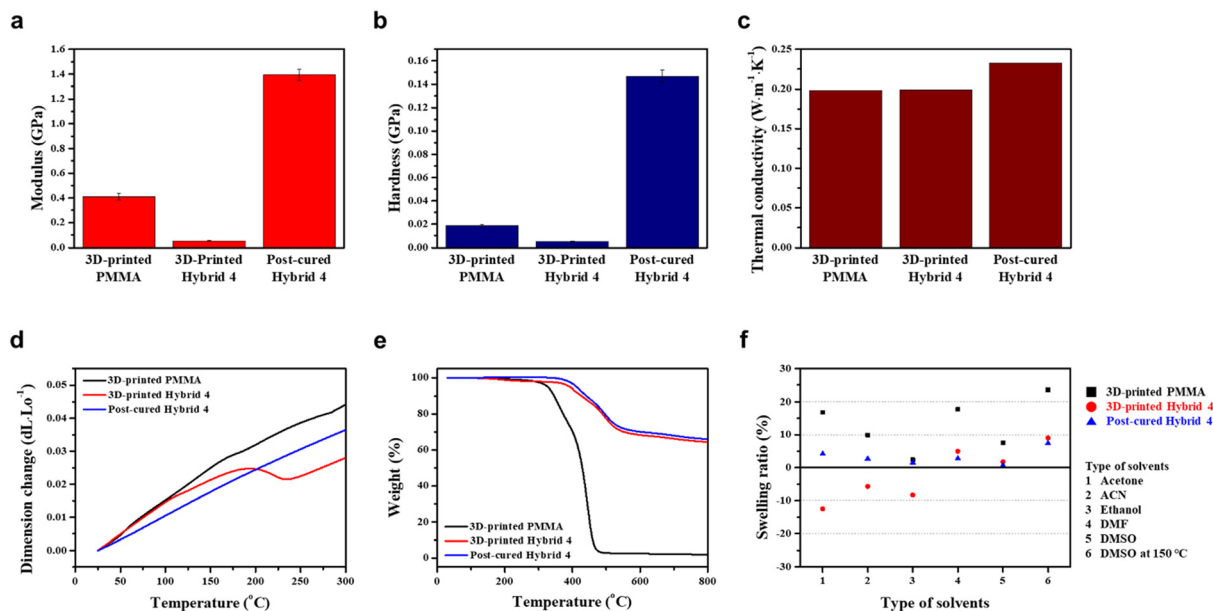 a
Modulus (GPa)
1.6
1.4
1.2
1.0
0.8
0.6
0.4
0.2
0.0
3D-printed PMMA
3D-Printed Hybrid 4
Post-cured Hybrid 4
b
Hardness (GPa)
0.16
0.14
0.12
0.10
0.08
0.06
0.04
0.02
0.00
3D-printed PMMA
3D-Printed Hybrid 4
Post-cured Hybrid 4
c
Thermal conductivity (W·m⁻¹·K⁻¹)
0.25
0.20
0.15
0.10
0.05
0.00
3D-printed PMMA
3D-printed Hybrid 4
Post-cured Hybrid 4
d
Dimension change (dL·Lo⁻¹)
0.05
0.04
0.03
0.02
0.01
0.00
3D-printed PMMA
3D-printed Hybrid 4
Post-cured Hybrid 4
0 50 100 150 200 250 300
Temperature (°C)
e
Weight (%)
100
80
60
40
20
0
3D-printed PMMA
3D-printed Hybrid 4
Post-cured Hybrid 4
0 200 400 600 800
Temperature (°C)
f
Swelling ratio (%)
30
20
10
0
-10
-20
-30
1 2 3 4 5 6
Type of solvents
3D-printed PMMA
3D-printed Hybrid 4
Post-cured Hybrid 4
Type of solvents
1 Acetone
2 ACN
3 Ethanol
4 DMF
5 DMSO
6 DMSO at 150 °C